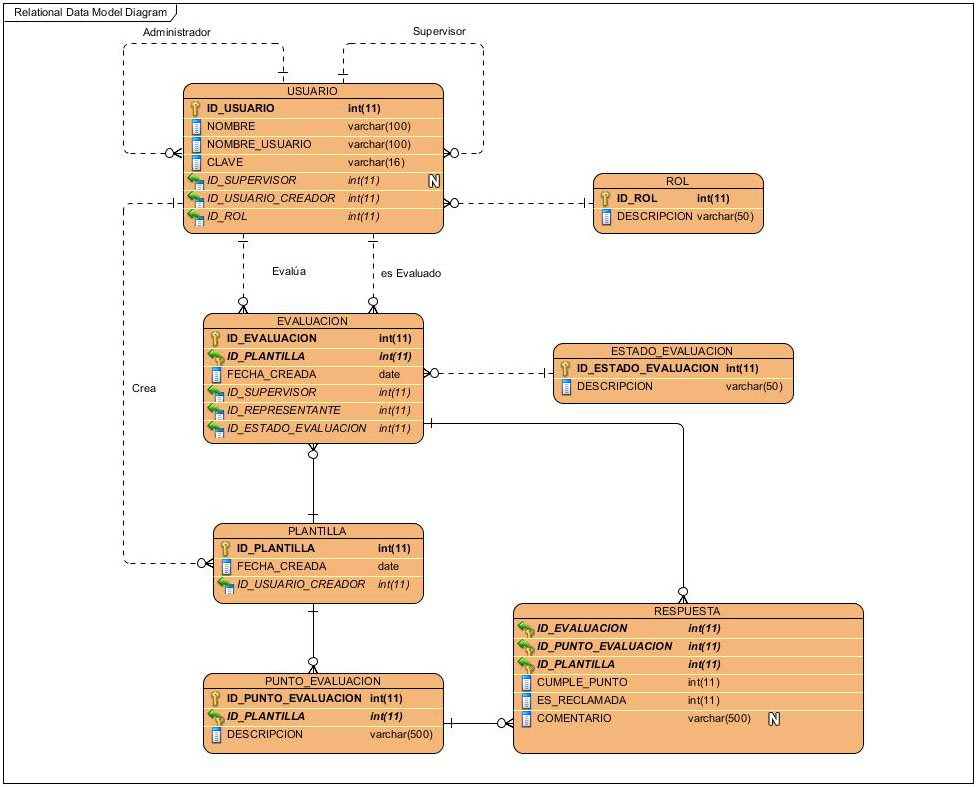 Relational Data Model Diagram
Administrador
Supervisor
USUARIO
ID_USUARIO int(11)
NOMBRE varchar(100)
NOMBRE_USUARIO varchar(100)
CLAVE varchar(16)
ID_SUPERVISOR int(11) N
ID_USUARIO_CREADOR int(11)
ID_ROL int(11)
ROL
ID_ROL int(11)
DESCRIPCION varchar(50)
Evalúa
es Evaluado
EVALUACION
ID_EVALUACION int(11)
ID_PLANTILLA int(11)
FECHA_CREADA date
ID_SUPERVISOR int(11)
ID_REPRESENTANTE int(11)
ID_ESTADO_EVALUACION int(11)
ESTADO_EVALUACION
ID_ESTADO_EVALUACION int(11)
DESCRIPCION varchar(50)
Crea
PLANTILLA
ID_PLANTILLA int(11)
FECHA_CREADA date
ID_USUARIO_CREADOR int(11)
PUNTO_EVALUACION
ID_PUNTO_EVALUACION int(11)
ID_PLANTILLA int(11)
DESCRIPCION varchar(500)
RESPUESTA
ID_EVALUACION int(11)
ID_PUNTO_EVALUACION int(11)
ID_PLANTILLA int(11)
CUMPLE_PUNTO int(11)
ES_RECLAMADA int(11)
COMENTARIO varchar(500) N